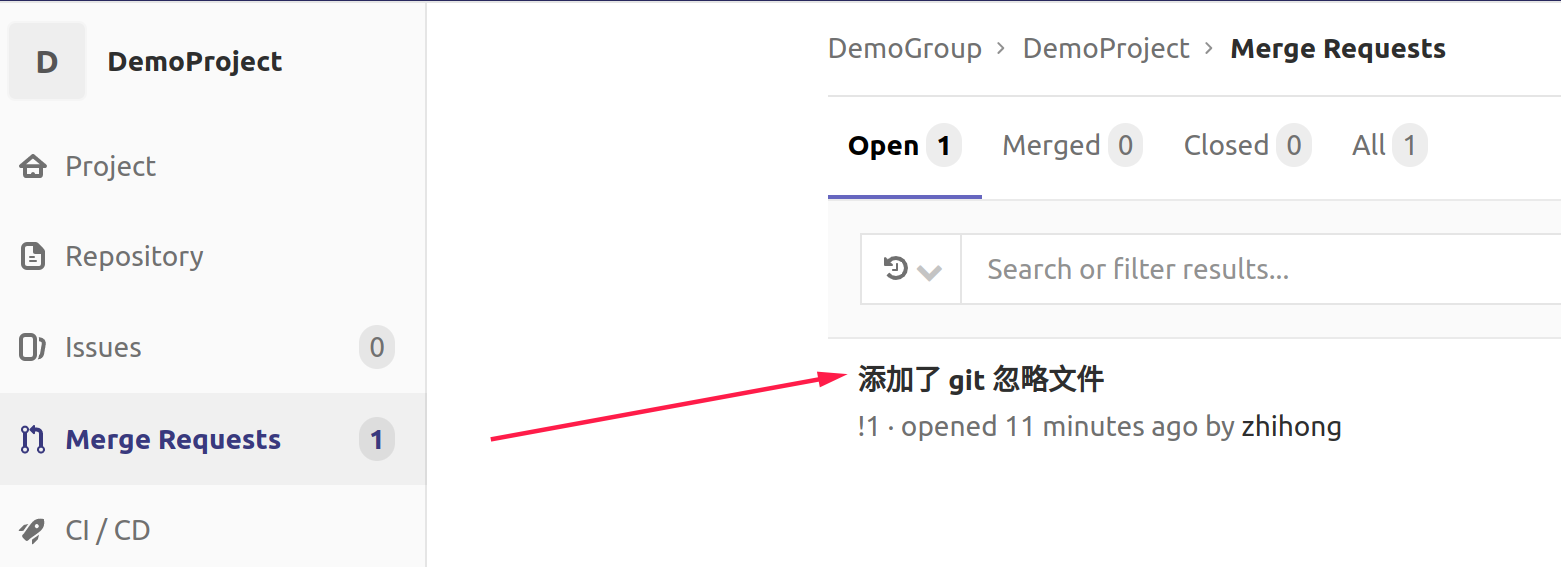 D DemoProject
Project
Repository
Issues 0
Merge Requests 1
CI / CD
DemoGroup > DemoProject > Merge Requests
Open 1 Merged 0 Closed 0 All 1
Search or filter results...
添加了 git 忽略文件
!1 · opened 11 minutes ago by zhihong